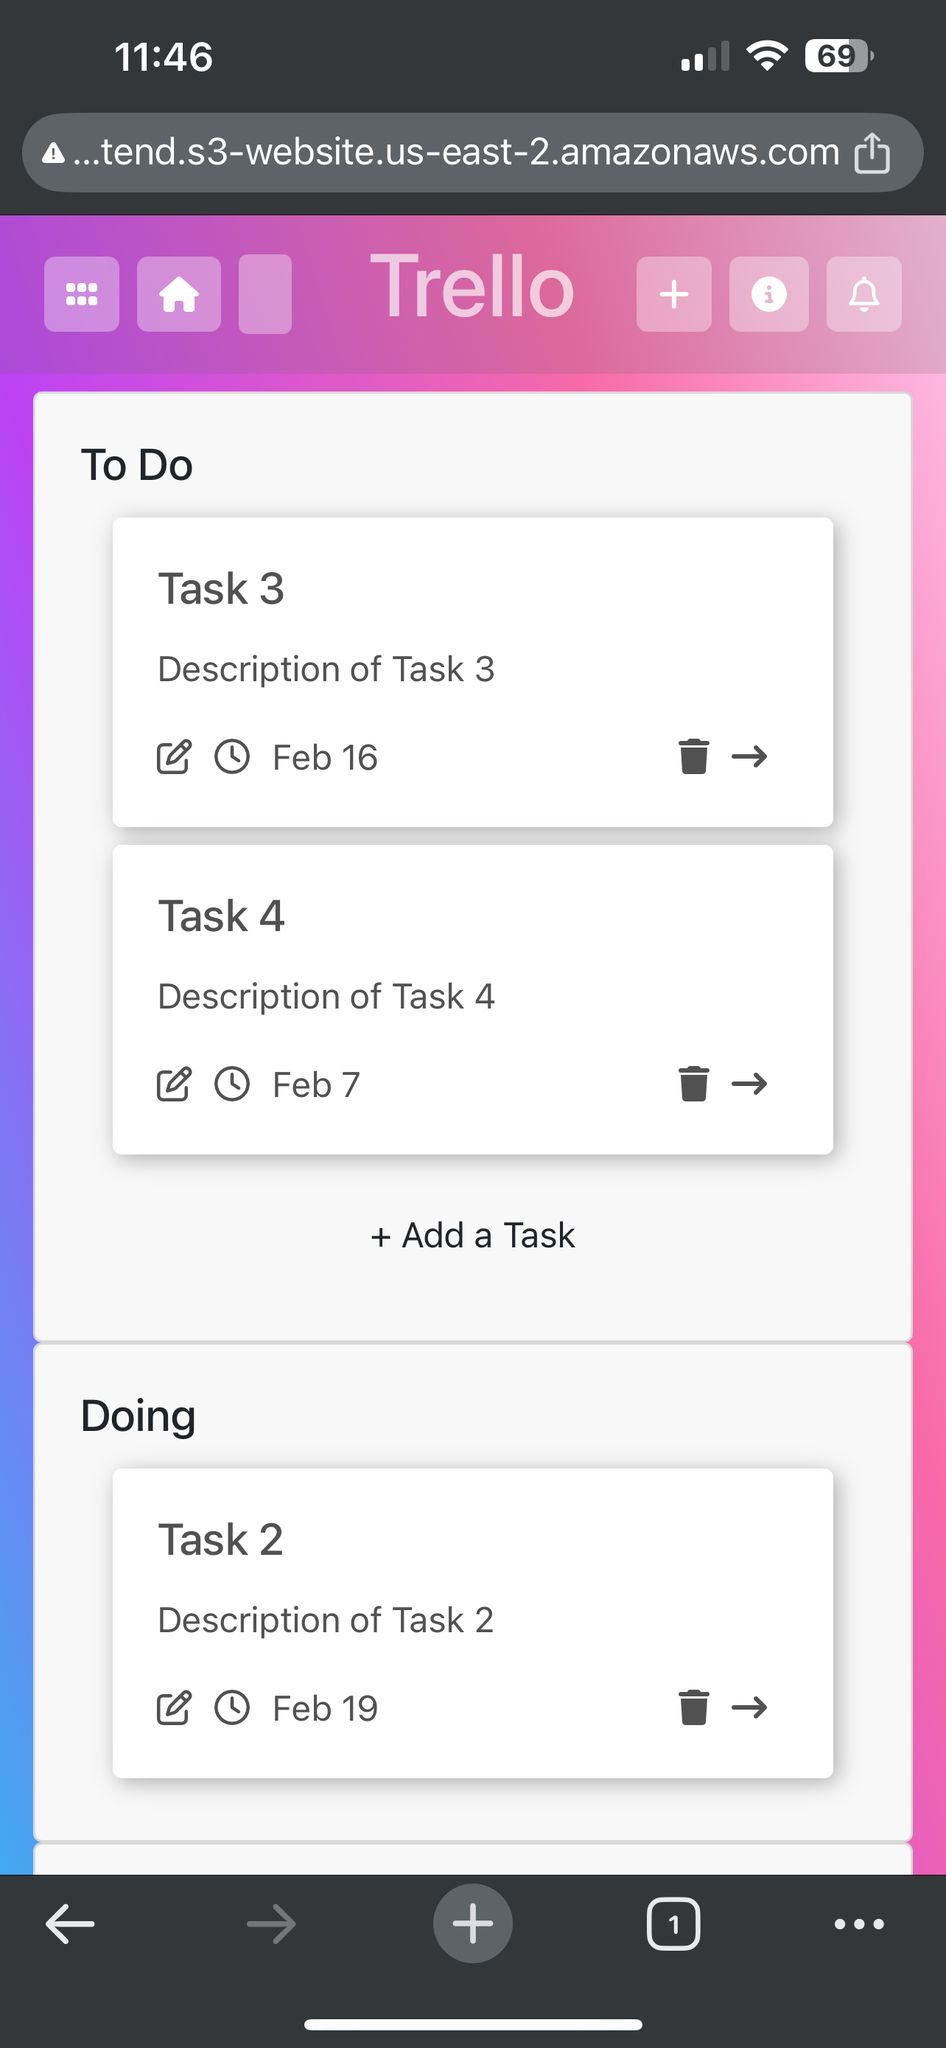 11:46
69
...tend.s3-website.us-east-2.amazonaws.com
Trello
To Do
Task 3
Description of Task 3
Feb 16
Task 4
Description of Task 4
Feb 7
+ Add a Task
Doing
Task 2
Description of Task 2
Feb 19
1